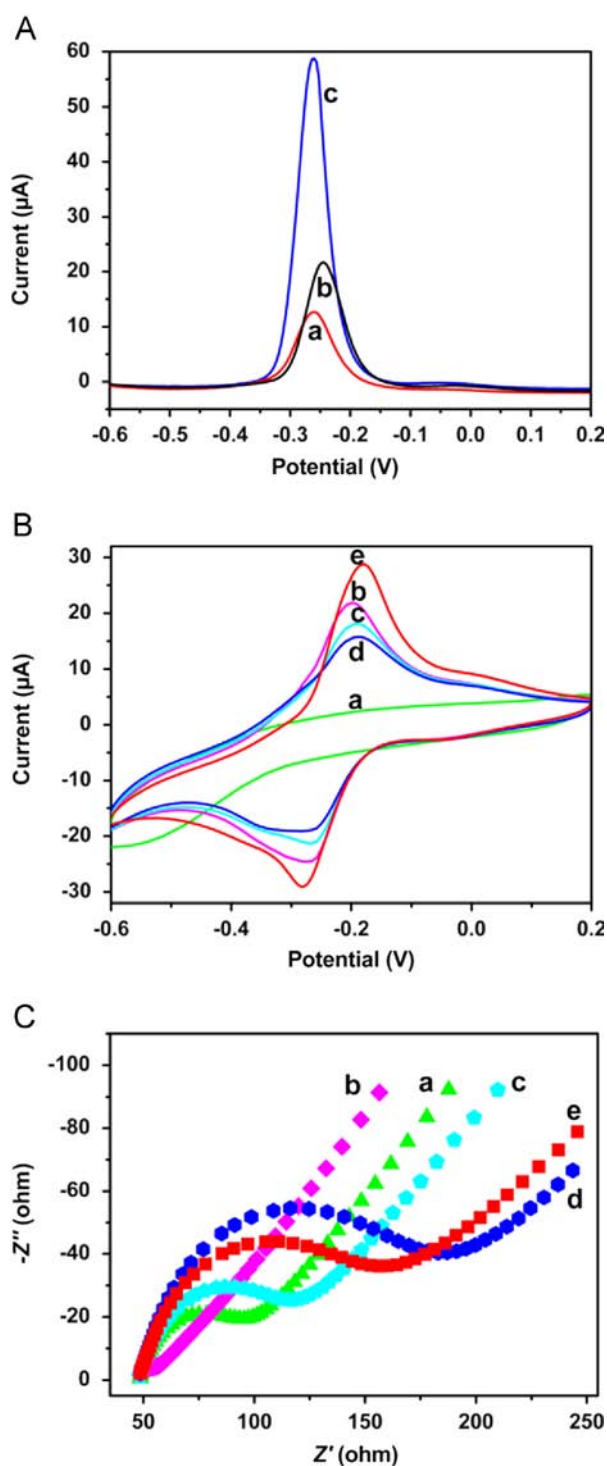 A
60
50
40
30
20
10
0
Current (µA)
c
b
a
-0.6 -0.5 -0.4 -0.3 -0.2 -0.1 0.0 0.1 0.2
Potential (V)
B
30
20
10
0
-10
-20
-30
Current (µA)
e
b
c
d
a
-0.6 -0.4 -0.2 0.0 0.2
Potential (V)
C
-100
-80
-60
-40
-20
0
-Z″ (ohm)
b a c
e
d
50 100 150 200 250
Z′ (ohm)